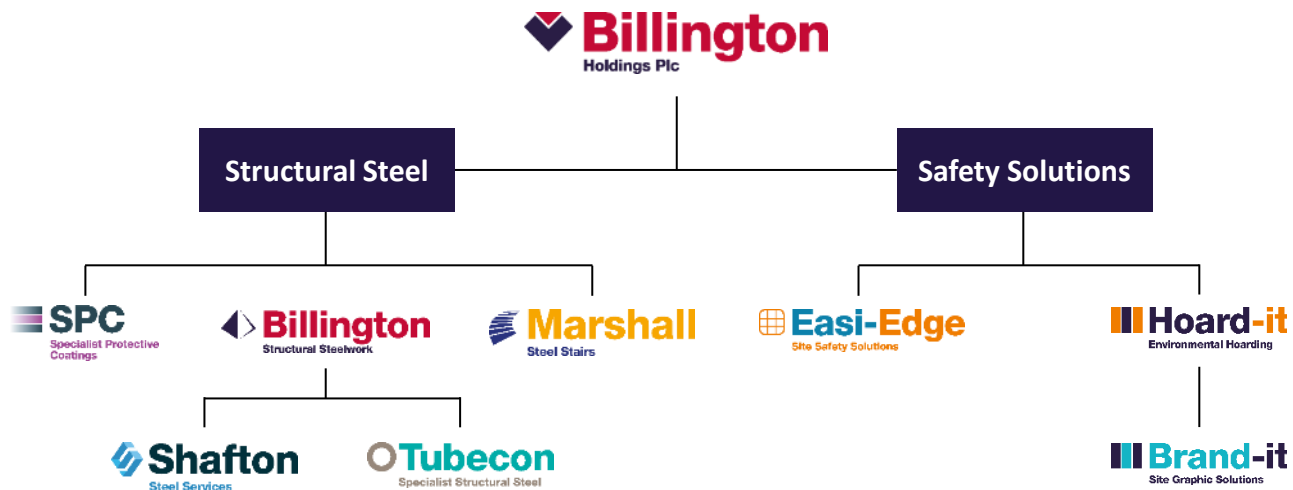 Billington
Holdings Plc
Structural Steel
Safety Solutions
SPC
Specialist Protective
Coatings
Billington
Structural Steelwork
Marshall
Steel Stairs
Easi-Edge
Site Safety Solutions
Hoard-it
Environmental Hoarding
Shafton
Steel Services
Tubecon
Specialist Structural Steel
Brand-it
Site Graphic Solutions